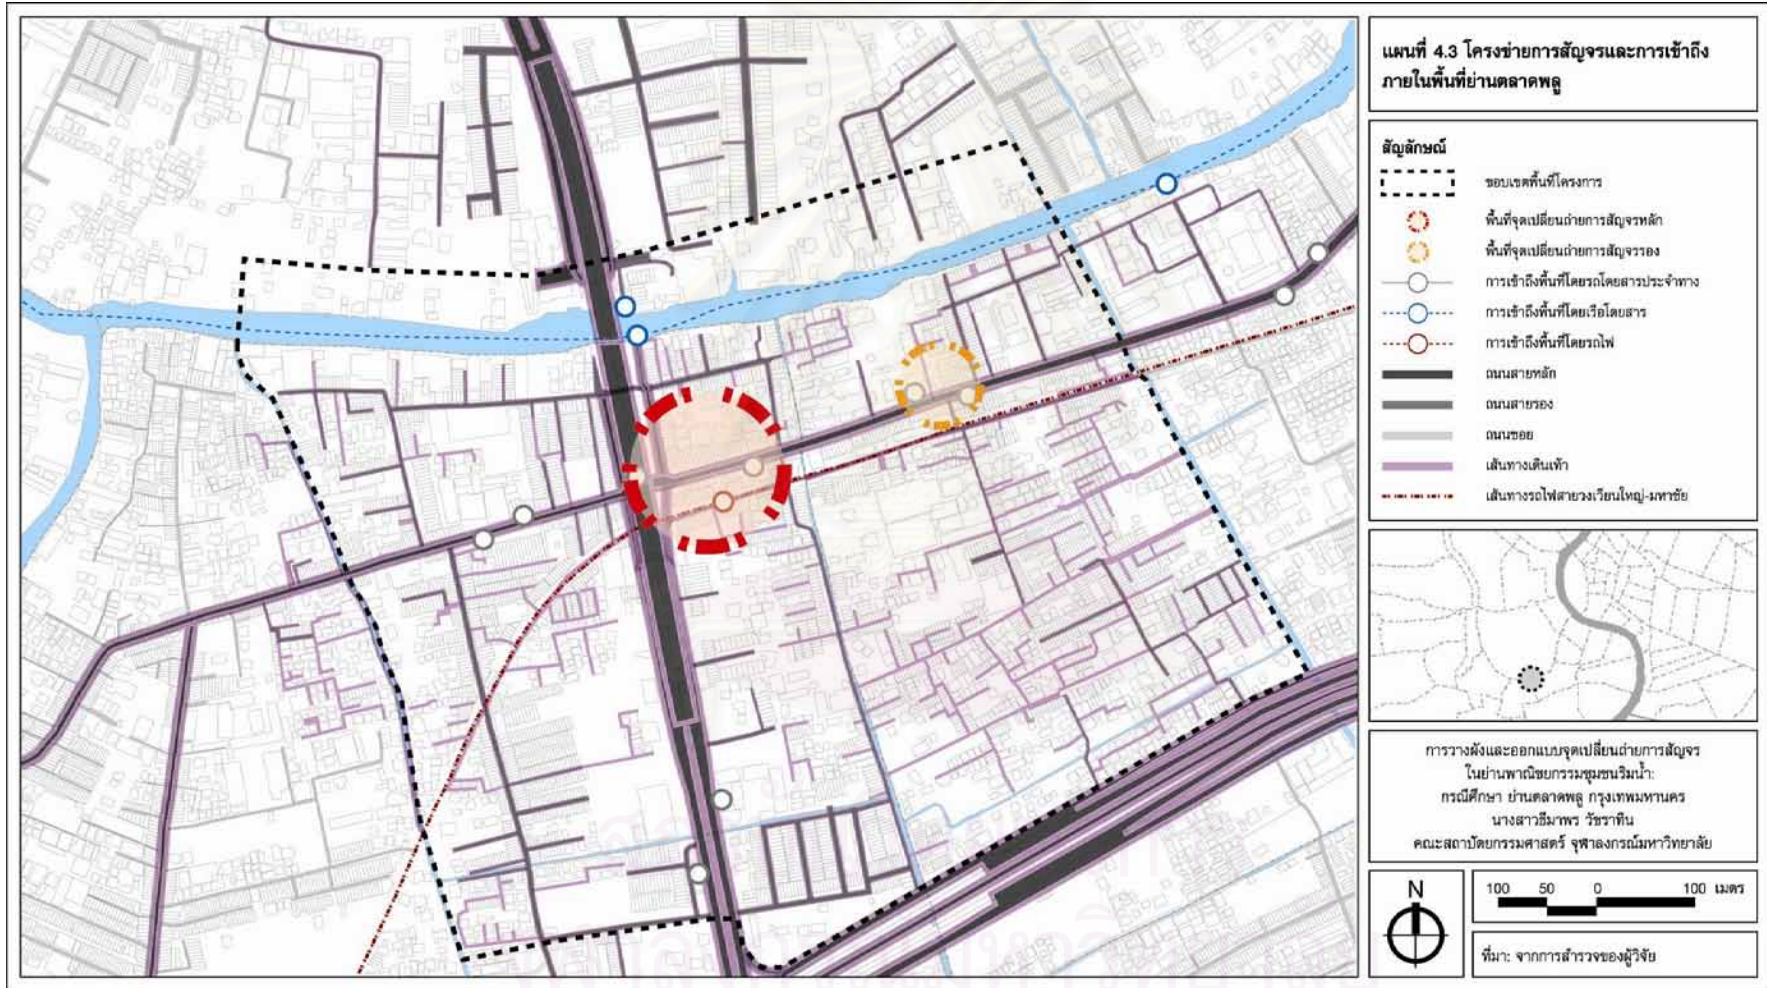 แผนที่ 4.3 โครงข่ายการสัญจรและการเข้าถึง
ภายในพื้นที่ย่านตลาดพลู
สัญลักษณ์
ขอบเขตพื้นที่โครงการ
พื้นที่จุดเปลี่ยนถ่ายการสัญจรหลัก
พื้นที่จุดเปลี่ยนถ่ายการสัญจรรอง
การเข้าถึงพื้นที่โดยรถโดยสารประจำทาง
การเข้าถึงพื้นที่โดยเรือโดยสาร
การเข้าถึงพื้นที่โดยรถไฟ
ถนนสายหลัก
ถนนสายรอง
ถนนซอย
เส้นทางเดินเท้า
เส้นทางรถไฟสายวงเวียนใหญ่-มหาชัย
การวางผังและออกแบบจุดเปลี่ยนถ่ายการสัญจร
ในย่านพาณิชยกรรมชุมชนริมน้ำ:
กรณีศึกษา ย่านตลาดพลู กรุงเทพมหานคร
นางสาวธีมาพร วัชราทิน
คณะสถาปัตยกรรมศาสตร์ จุฬาลงกรณ์มหาวิทยาลัย
N
100 50 0 100 เมตร
ที่มา: จากการสำรวจของผู้วิจัย